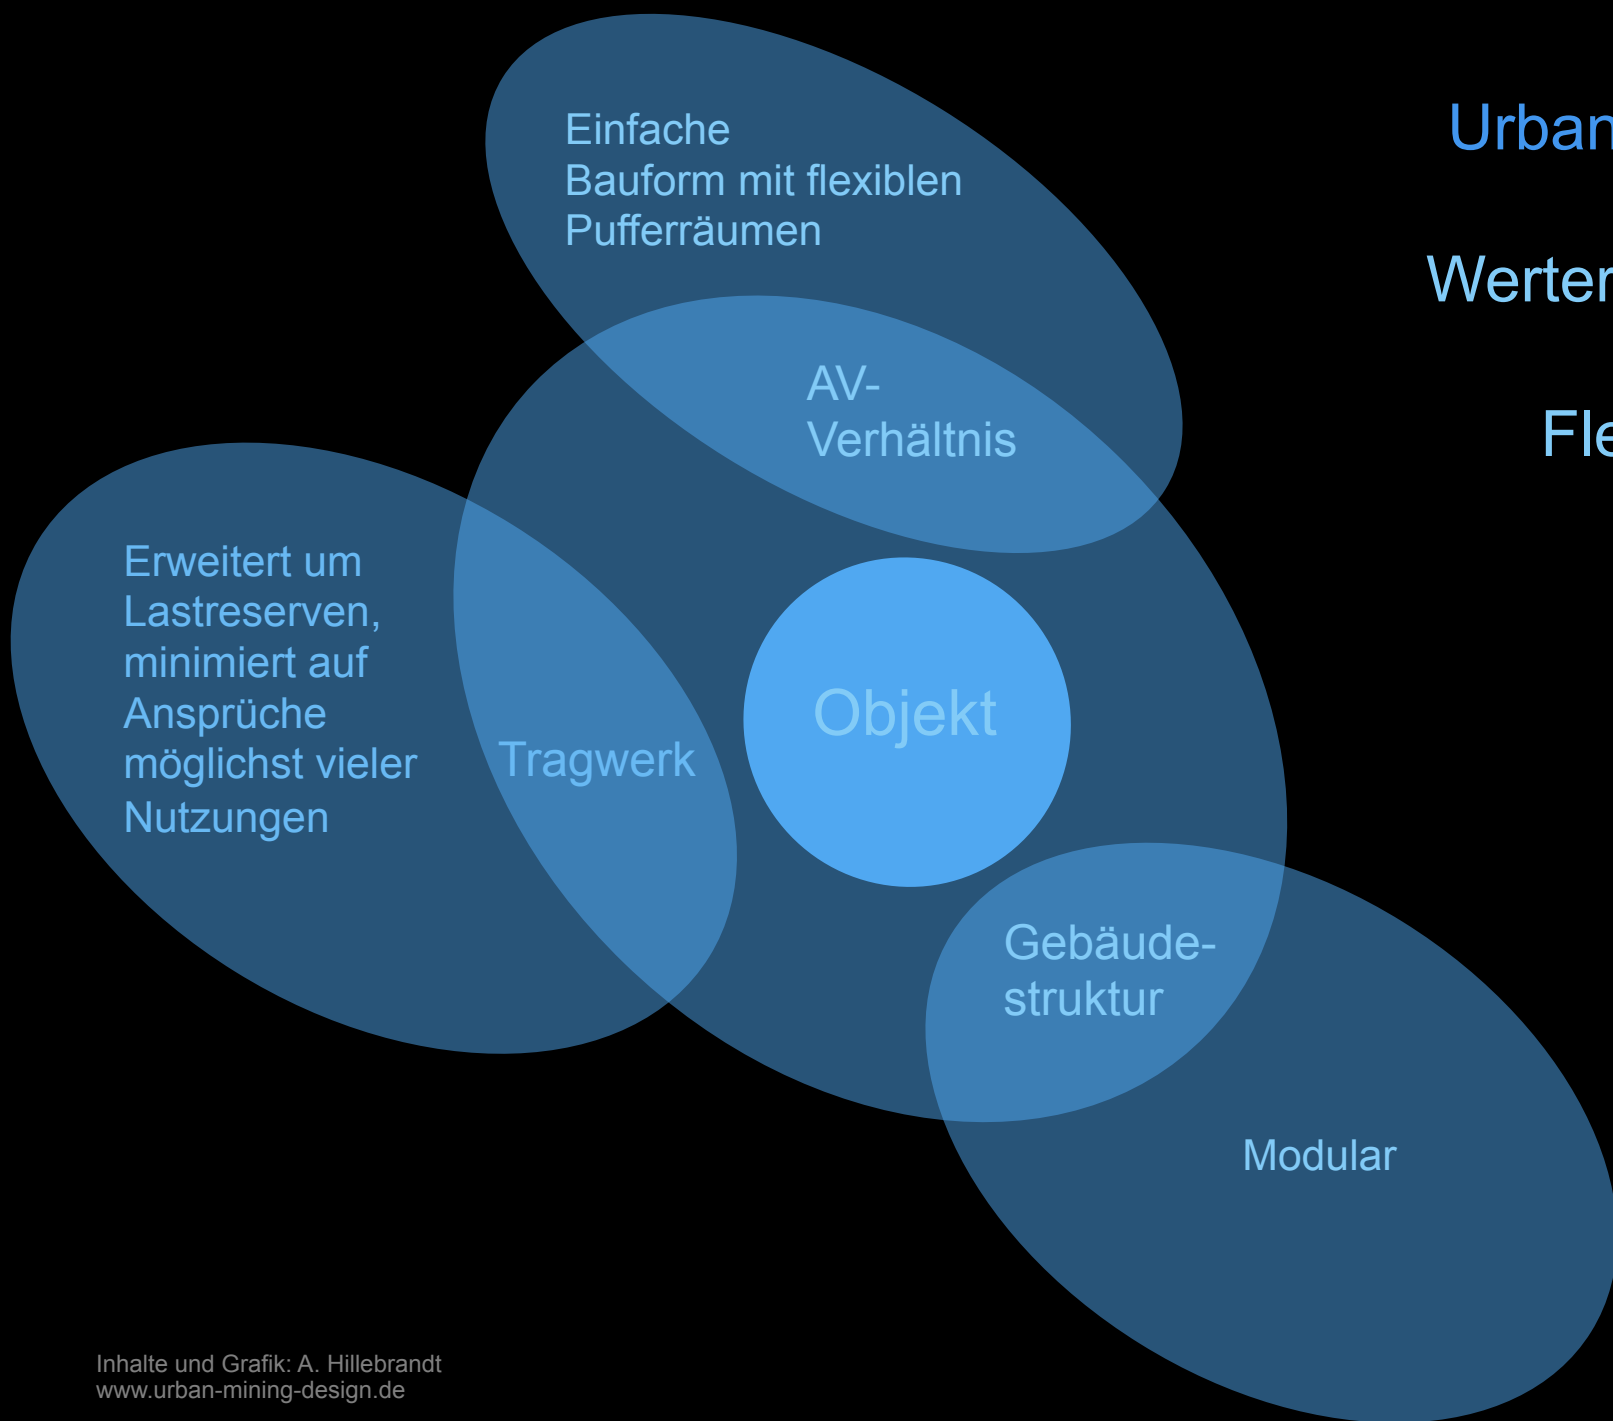 Einfache
Bauform mit flexiblen
Pufferräumen
Urban
Werter
Fle
AV-
Verhältnis
Erweitert um
Lastreserven,
minimiert auf
Ansprüche
möglichst vieler
Nutzungen
Tragwerk
Objekt
Gebäude-
struktur
Modular
Inhalte und Grafik: A. Hillebrandt
www.urban-mining-design.de